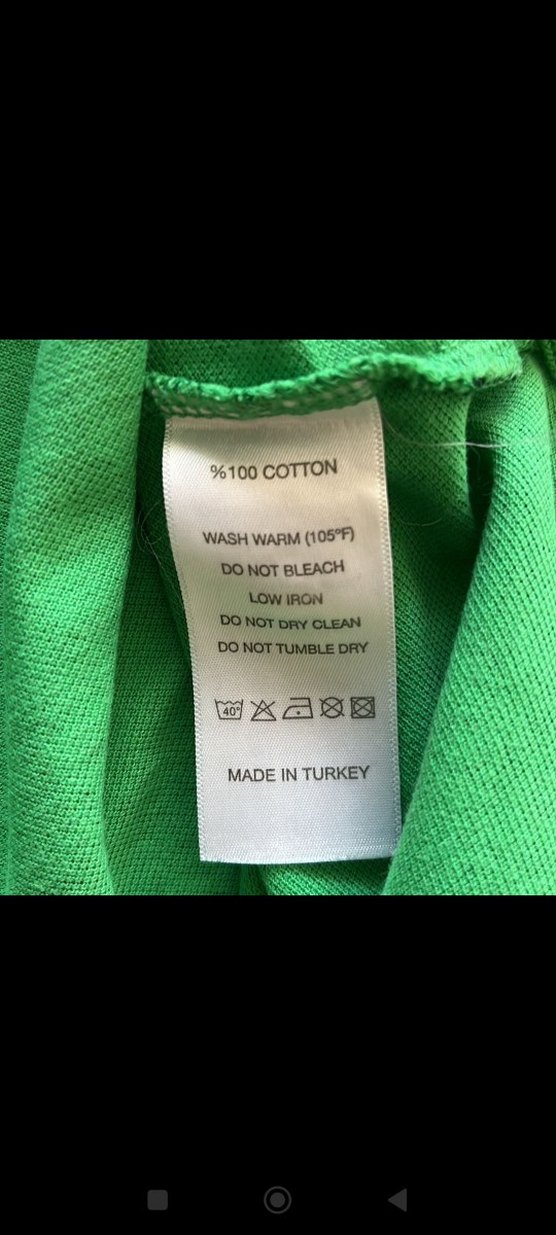 %100 COTTON
WASH WARM (105°F)
DO NOT BLEACH
LOW IRON
DO NOT DRY CLEAN
DO NOT TUMBLE DRY
40°
MADE IN TURKEY